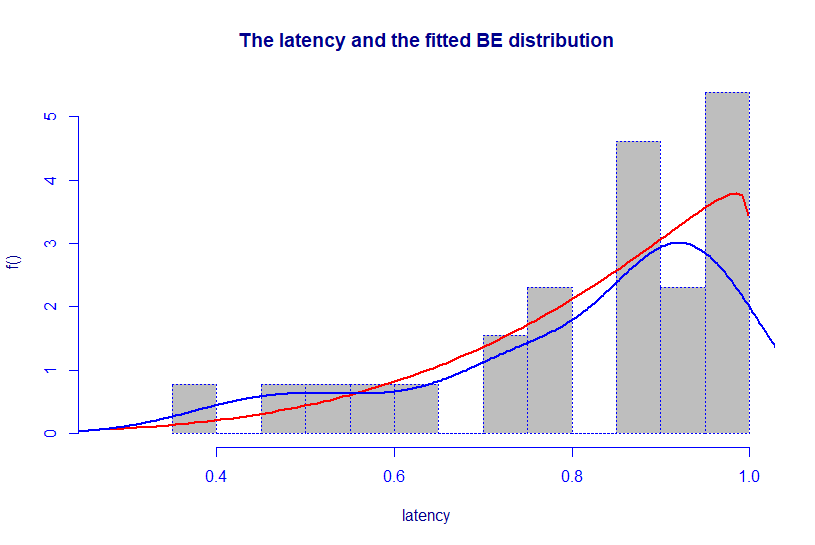 The latency and the fitted BE distribution
5
4
3
2
1
0
f()
0.4 0.6 0.8 1.0
latency